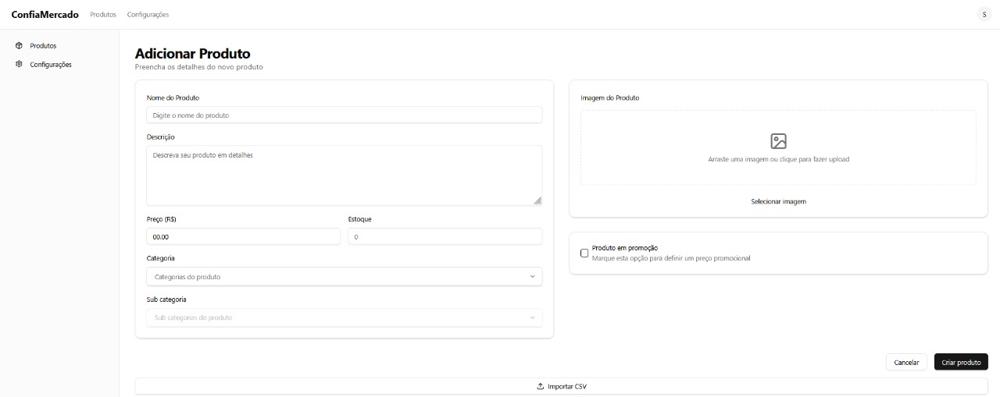 ConfiaMercado Produtos Configurações S
Produtos
Configurações
Adicionar Produto
Preencha os detalhes do novo produto
Nome do Produto
Digite o nome do produto
Descrição
Descreva seu produto em detalhes
Preço (R$) Estoque
00.00 0
Categoria
Categorias do produto
Sub categoria
Sub categorias do produto
Imagem do Produto
Arraste uma imagem ou clique para fazer upload
Selecionar imagem
Produto em promoção
Marque esta opção para definir um preço promocional
Cancelar Criar produto
Importar CSV